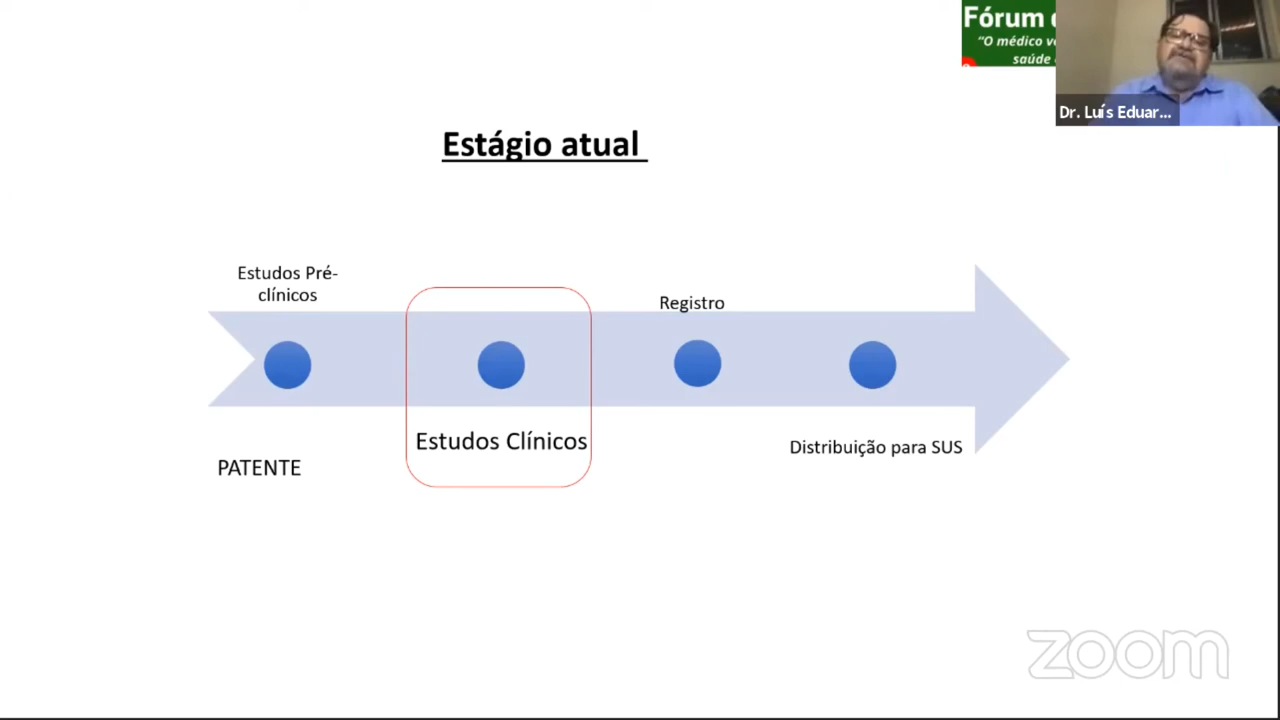 Fórum
"O médico
saúde
Dr. Luís Eduar...
Estágio atual
Estudos Pré-
clínicos
Registro
Estudos Clínicos
Distribuição para SUS
PATENTE
zoom